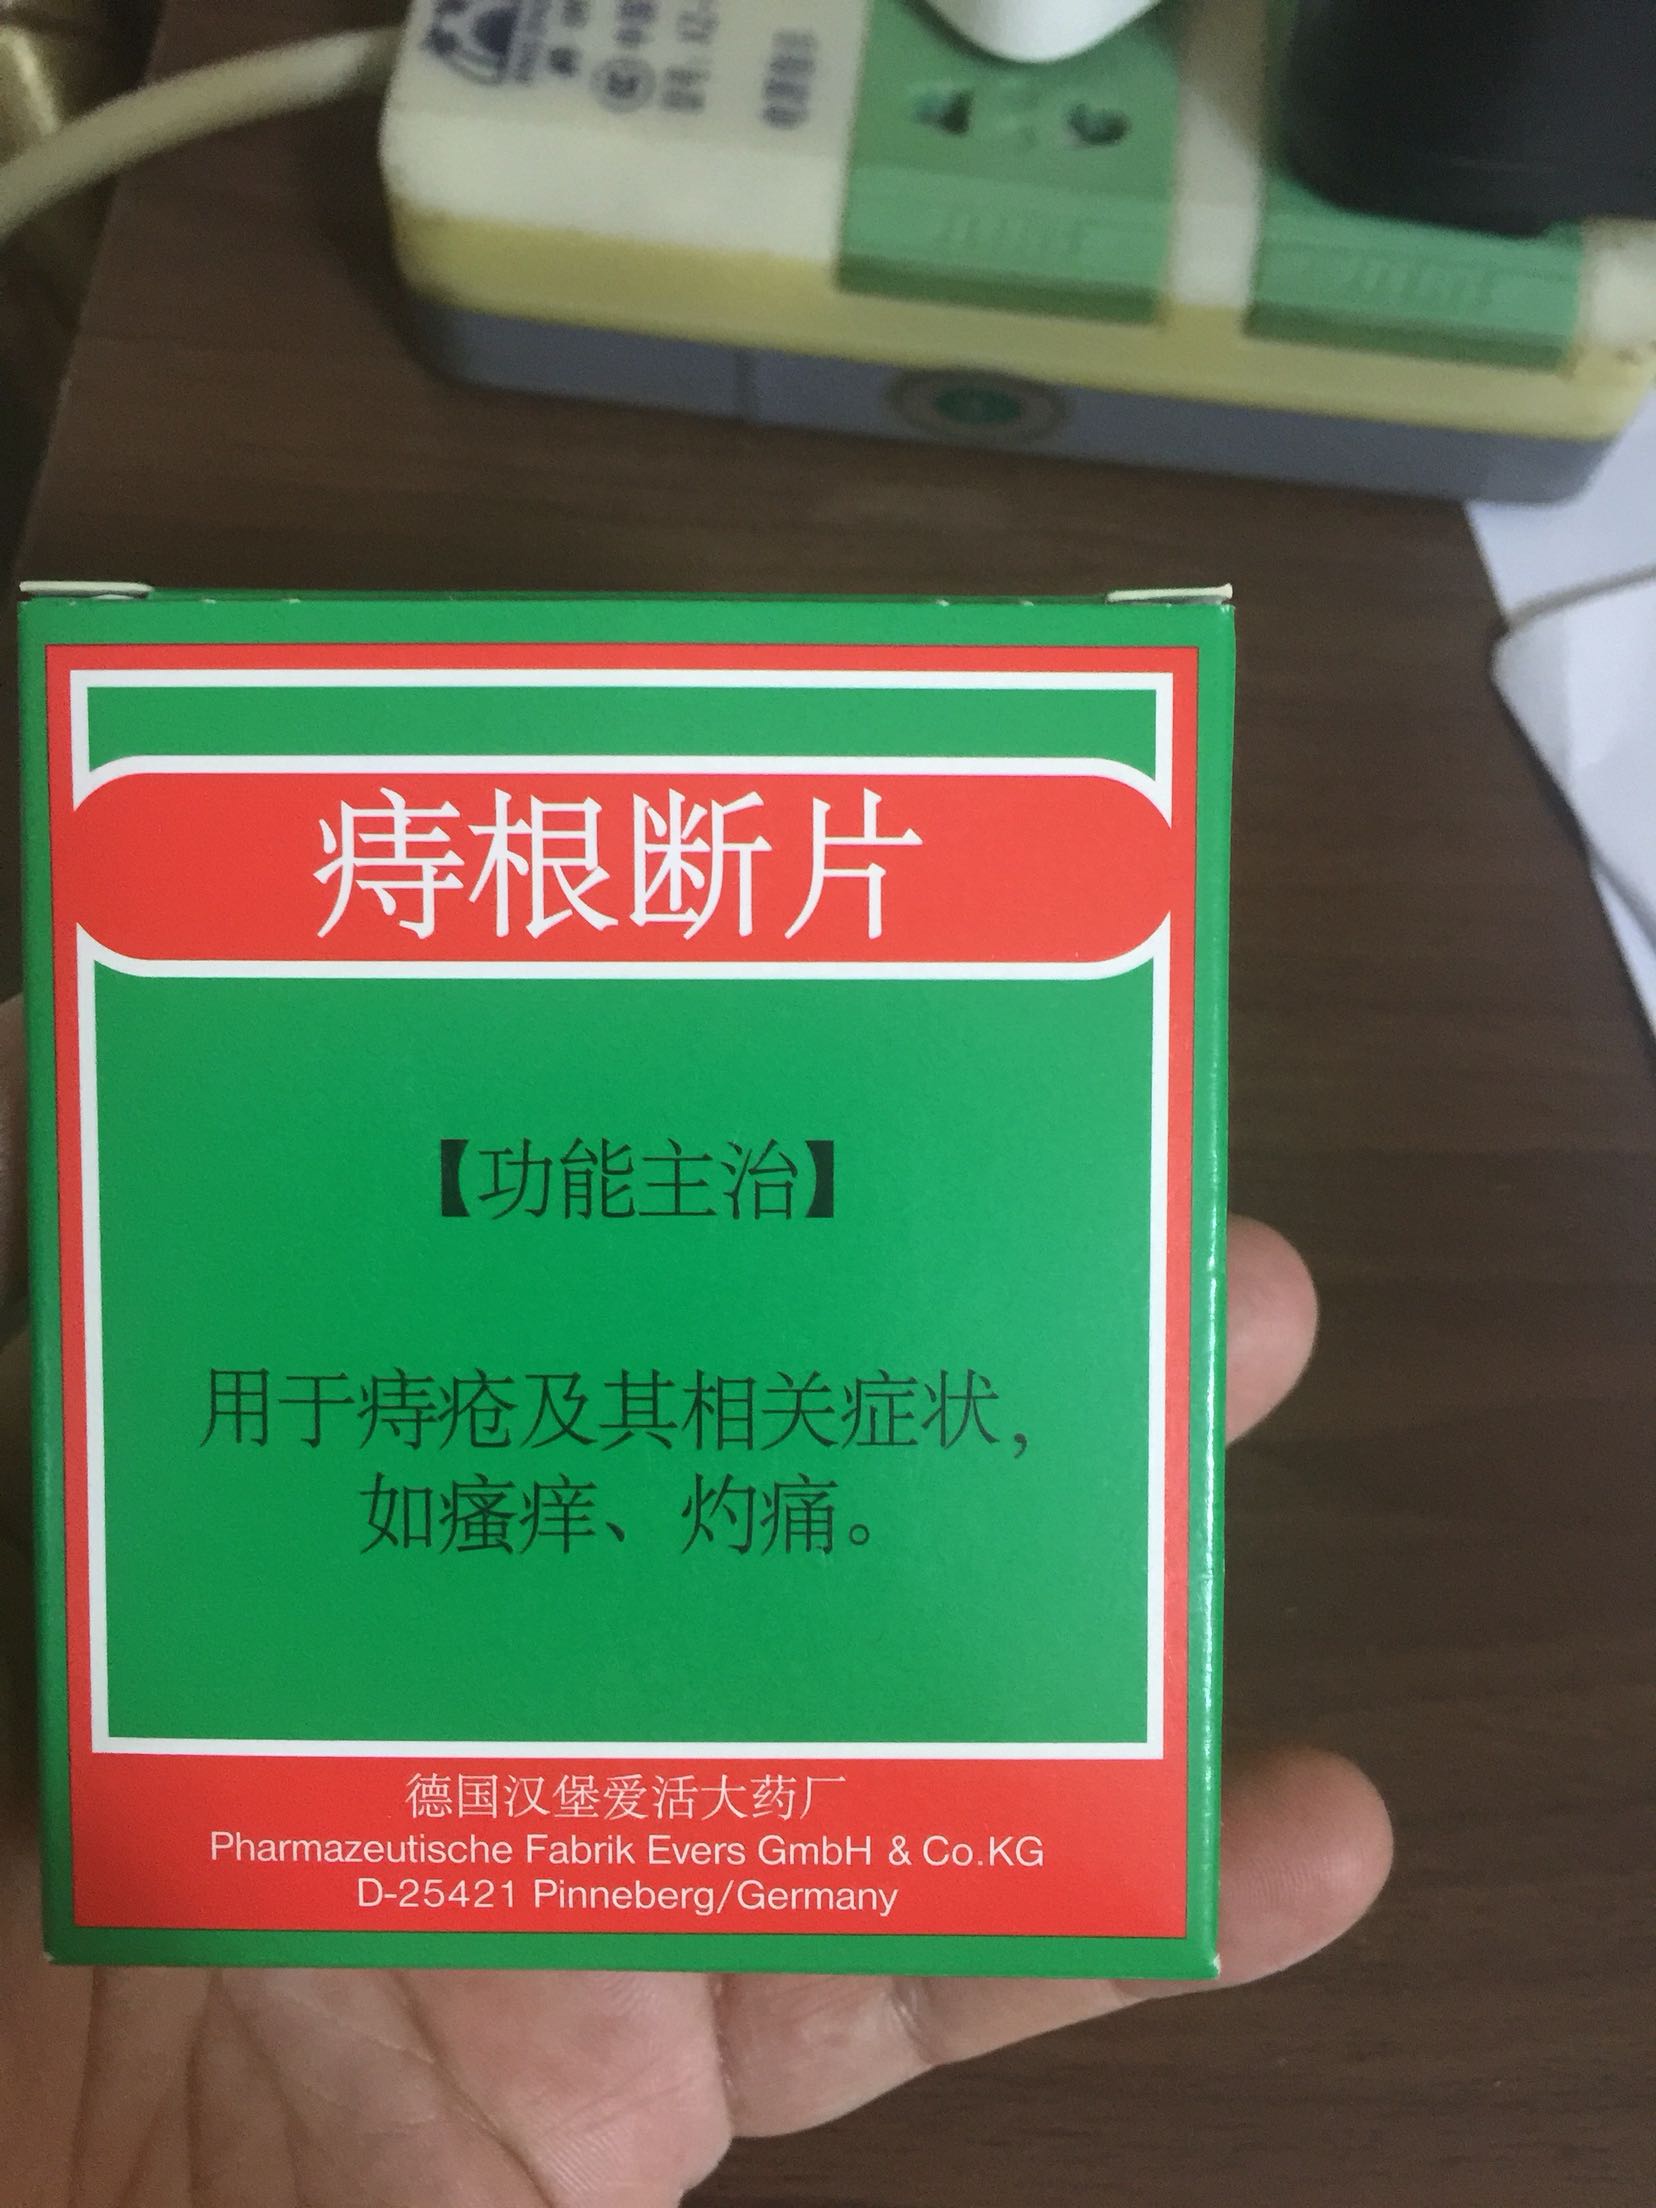 痔根断片
【功能主治】
用于痔疮及其相关症状，
如瘙痒、灼痛。
德国汉堡爱活大药厂
Pharmazeutische Fabrik Evers GmbH & Co.KG
D-25421 Pinneberg/Germany